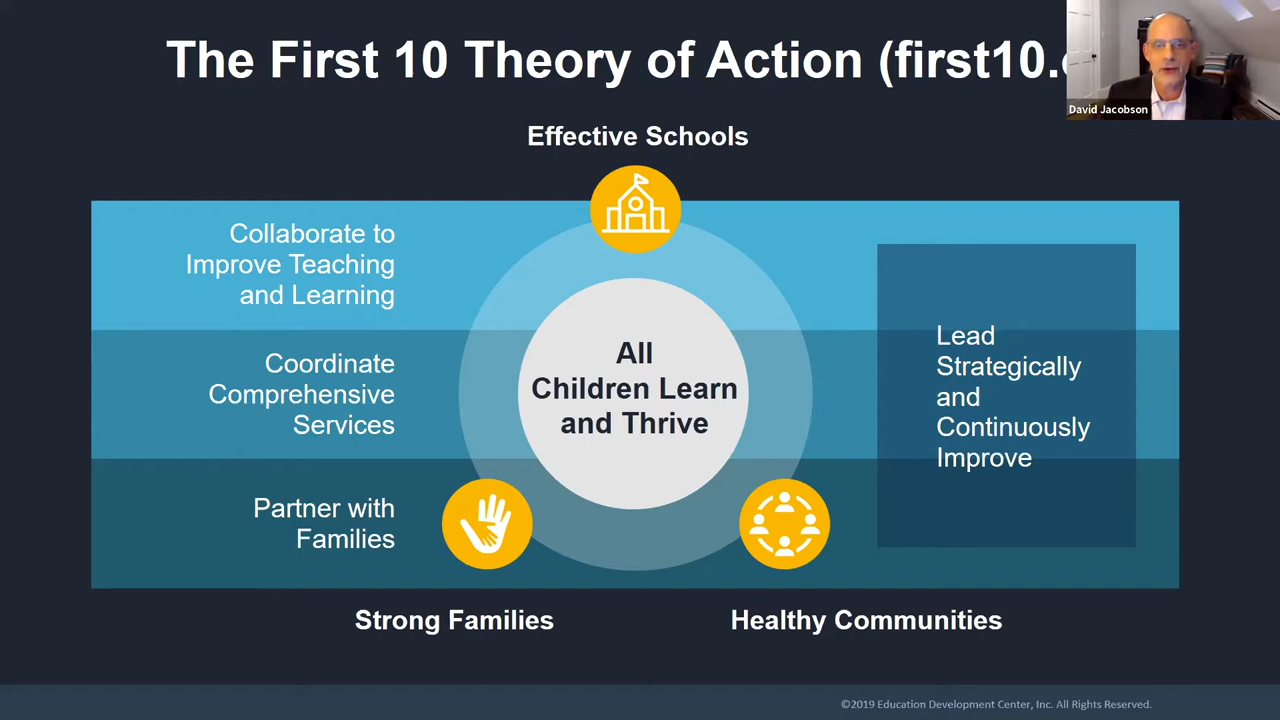 The First 10 Theory of Action (first10.
David Jacobson
Effective Schools
Collaborate to
Improve Teaching
and Learning
Coordinate
Comprehensive
Services
Partner with
Families
All
Children Learn
and Thrive
Lead
Strategically
and
Continuously
Improve
Strong Families
Healthy Communities
©2019 Education Development Center, Inc. All Rights Reserved.